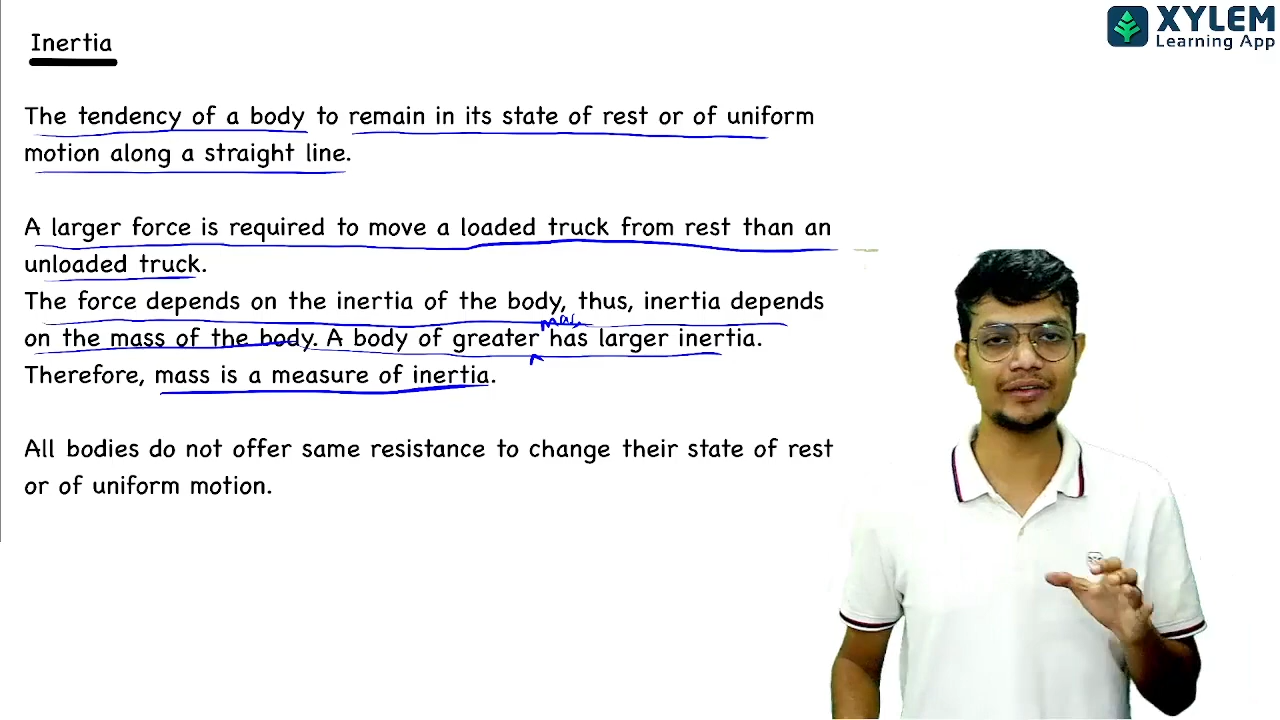 XYLEM
Learning App
Inertia
The tendency of a body to remain in its state of rest or of uniform
motion along a straight line.
A larger force is required to move a loaded truck from rest than an
unloaded truck.
The force depends on the inertia of the body, thus, inertia depends
mass
on the mass of the body. A body of greater has larger inertia.
Therefore, mass is a measure of inertia.
All bodies do not offer same resistance to change their state of rest
or of uniform motion.